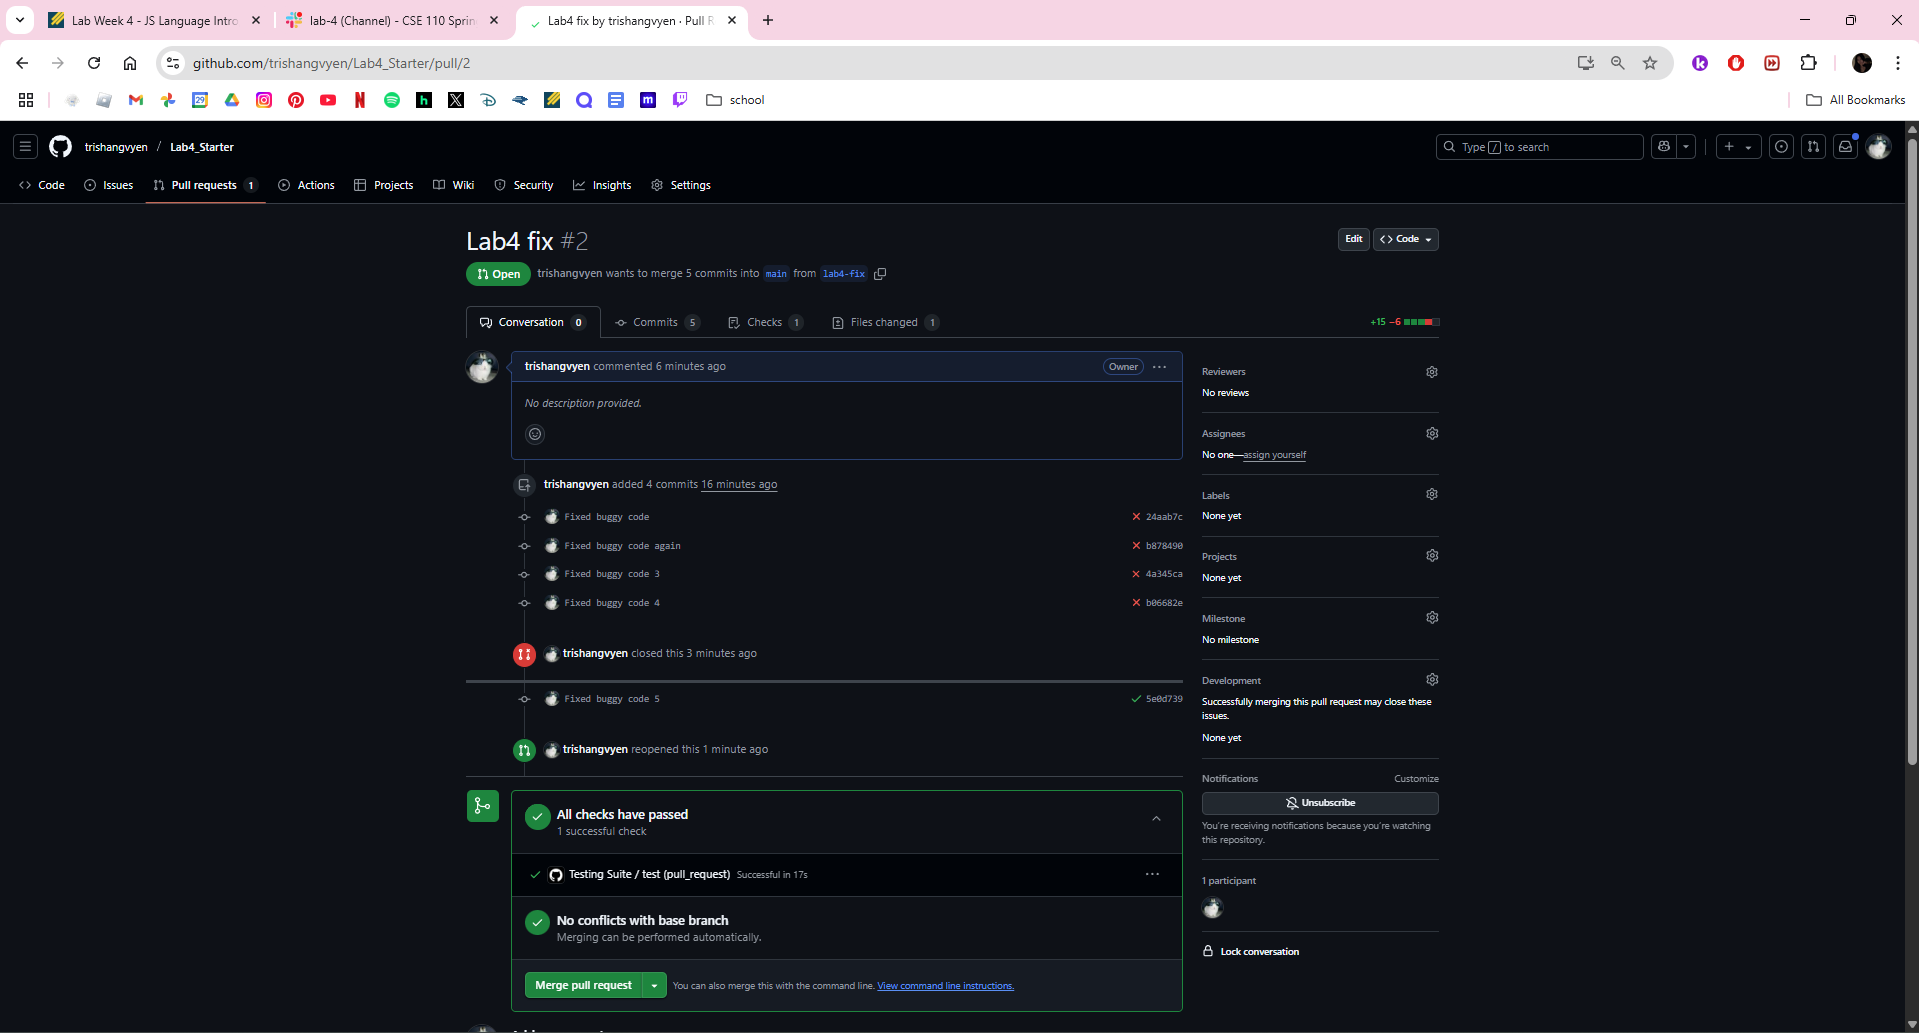 Lab Week 4 - JS Language Intro
lab-4 (Channel) - CSE 110 Sprin
Lab4 fix by trishangvyen · Pull R
github.com/trishangvyen/Lab4_Starter/pull/2
school
All Bookmarks
trishangvyen / Lab4_Starter
Type / to search
Code
Issues
Pull requests 1
Actions
Projects
Wiki
Security
Insights
Settings
Lab4 fix #2
Edit
Code
Open
trishangvyen wants to merge 5 commits into main from lab4-fix
Conversation 0
Commits 5
Checks 1
Files changed 1
+15 −6
trishangvyen commented 6 minutes ago
Owner
No description provided.
trishangvyen added 4 commits 16 minutes ago
Fixed buggy code 24aab7c
Fixed buggy code again b878490
Fixed buggy code 3 4a345ca
Fixed buggy code 4 b06682e
trishangvyen closed this 3 minutes ago
Fixed buggy code 5 5e0d739
trishangvyen reopened this 1 minute ago
All checks have passed
1 successful check
Testing Suite / test (pull_request) Successful in 17s
No conflicts with base branch
Merging can be performed automatically.
Merge pull request
You can also merge this with the command line. View command line instructions.
Reviewers
No reviews
Assignees
No one—assign yourself
Labels
None yet
Projects
None yet
Milestone
No milestone
Development
Successfully merging this pull request may close these
issues.
None yet
Notifications
Customize
Unsubscribe
You're receiving notifications because you're watching
this repository.
1 participant
Lock conversation